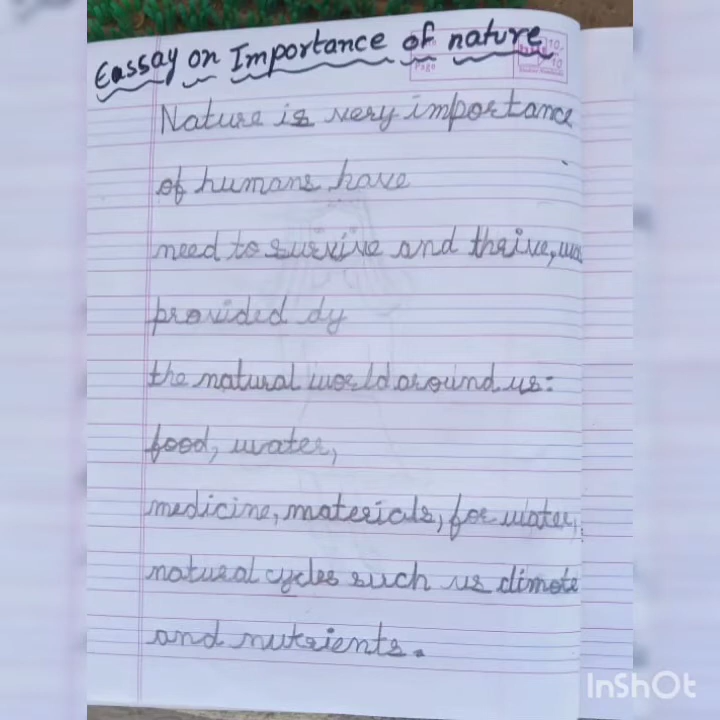 Eassay on Importance of nature
Nature is very importance
of humans have
need to survive and thrive, was
provided dy
the natural world around us:
food, water,
medicine, materials, for water,
natural cycles such us climate
and nutrients.
InShOt